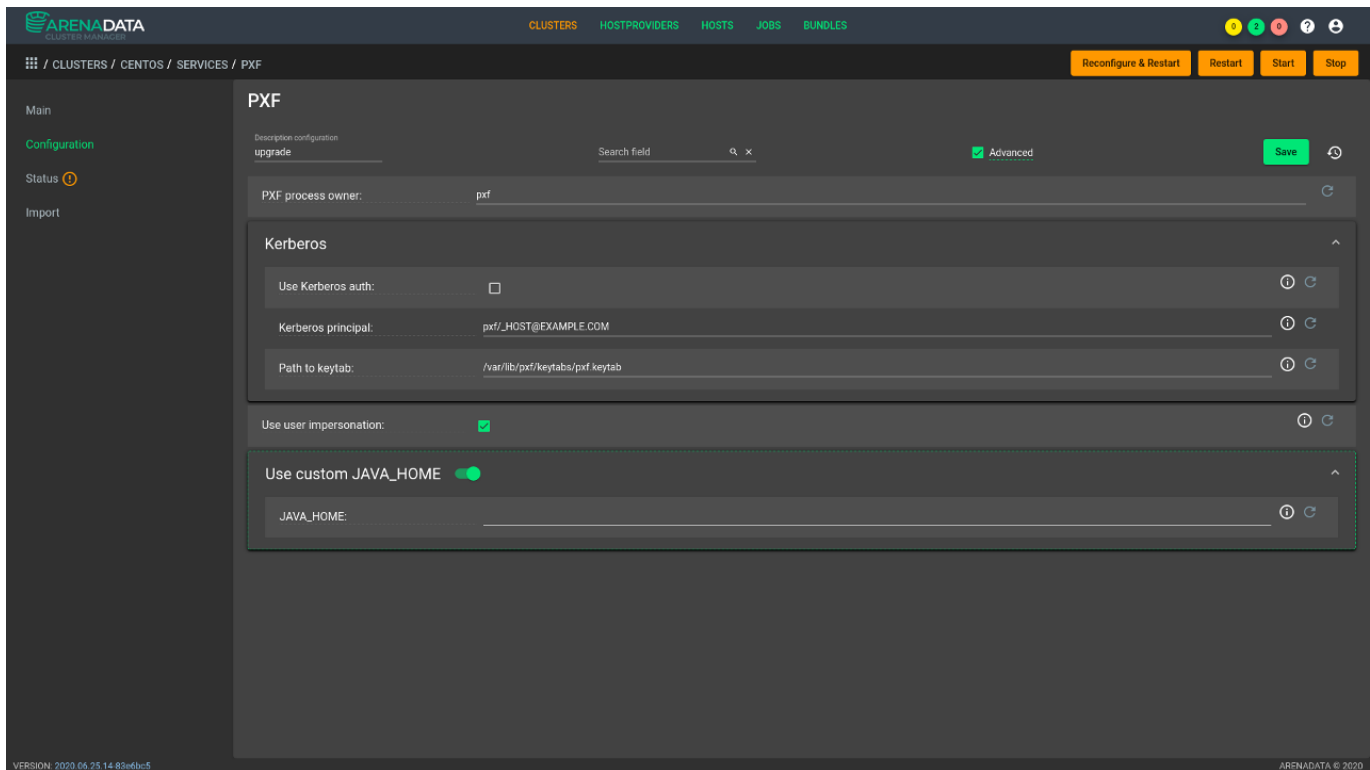 ARENADATA
CLUSTER MANAGER
CLUSTERS HOSTPROVIDERS HOSTS JOBS BUNDLES
0 2 0 ?
/ CLUSTERS / CENTOS / SERVICES / PXF
Reconfigure & Restart Restart Start Stop
Main
Configuration
Status
Import
PXF
Description configuration
upgrade
Search field
Advanced
Save
PXF process owner: pxf
Kerberos
Use Kerberos auth:
Kerberos principal: pxf/_HOST@EXAMPLE.COM
Path to keytab: /var/lib/pxf/keytabs/pxf.keytab
Use user impersonation:
Use custom JAVA_HOME
JAVA_HOME:
VERSION: 2020.06.25.14-83e6bc5
ARENADATA © 2020